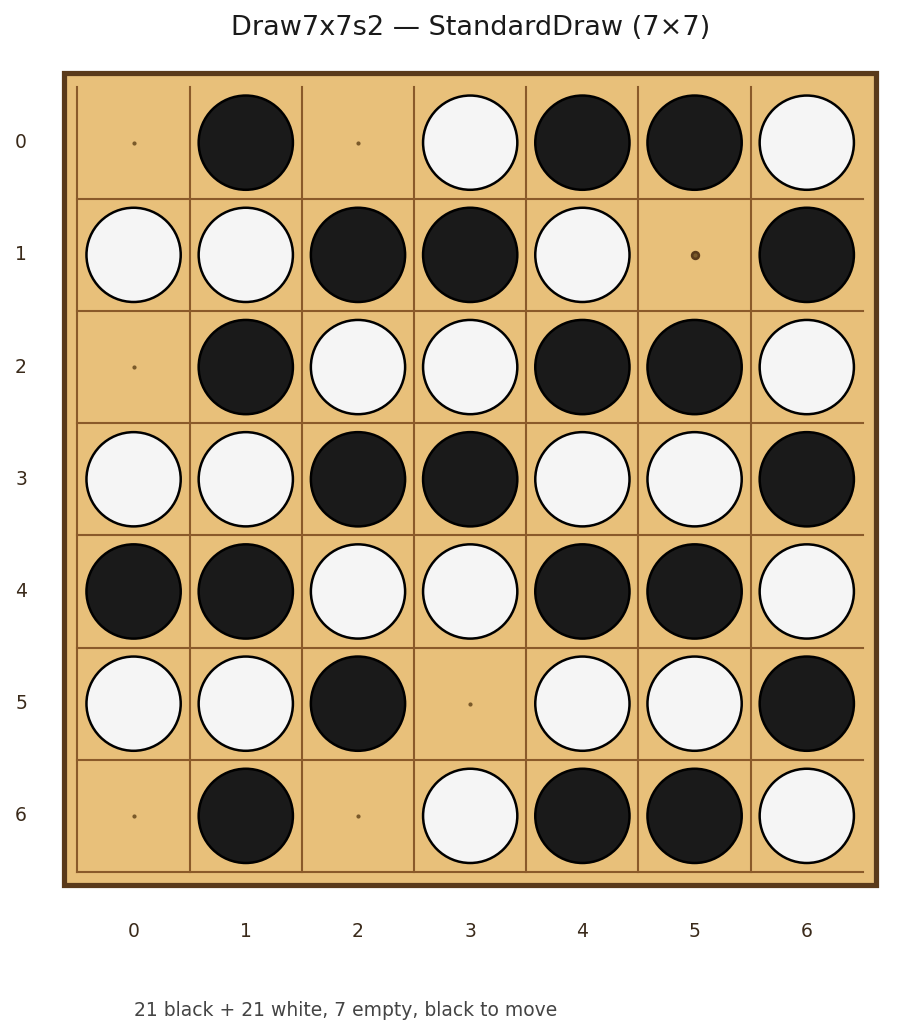 Draw7x7s2 — StandardDraw (7×7)
0
1
2
3
4
5
6
0 1 2 3 4 5 6
21 black + 21 white, 7 empty, black to move